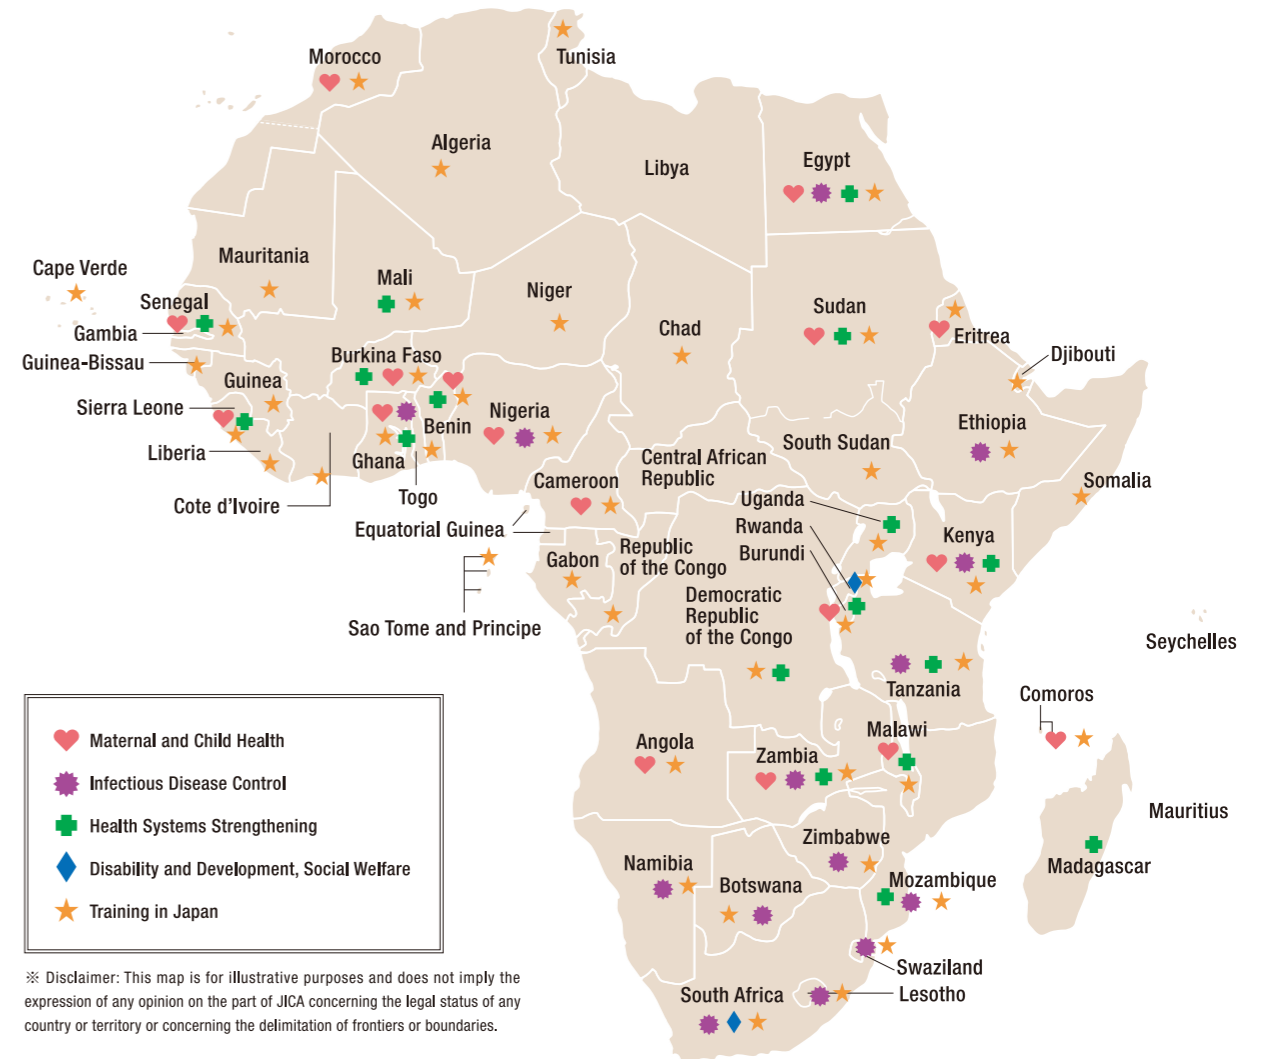 Morocco
Tunisia
Algeria
Libya
Egypt
Cape Verde
Mauritania
Mali
Niger
Chad
Sudan
Eritrea
Djibouti
Senegal
Gambia
Guinea-Bissau
Guinea
Sierra Leone
Liberia
Cote d'Ivoire
Burkina Faso
Ghana
Togo
Benin
Nigeria
Cameroon
Central African
Republic
South Sudan
Ethiopia
Somalia
Equatorial Guinea
Sao Tome and Principe
Gabon
Republic
of the Congo
Democratic
Republic
of the Congo
Uganda
Rwanda
Burundi
Kenya
Tanzania
Seychelles
Comoros
Angola
Zambia
Malawi
Mauritius
Madagascar
Zimbabwe
Mozambique
Namibia
Botswana
Swaziland
Lesotho
South Africa
Maternal and Child Health
Infectious Disease Control
Health Systems Strengthening
Disability and Development, Social Welfare
Training in Japan
※ Disclaimer: This map is for illustrative purposes and does not imply the
expression of any opinion on the part of JICA concerning the legal status of any
country or territory or concerning the delimitation of frontiers or boundaries.